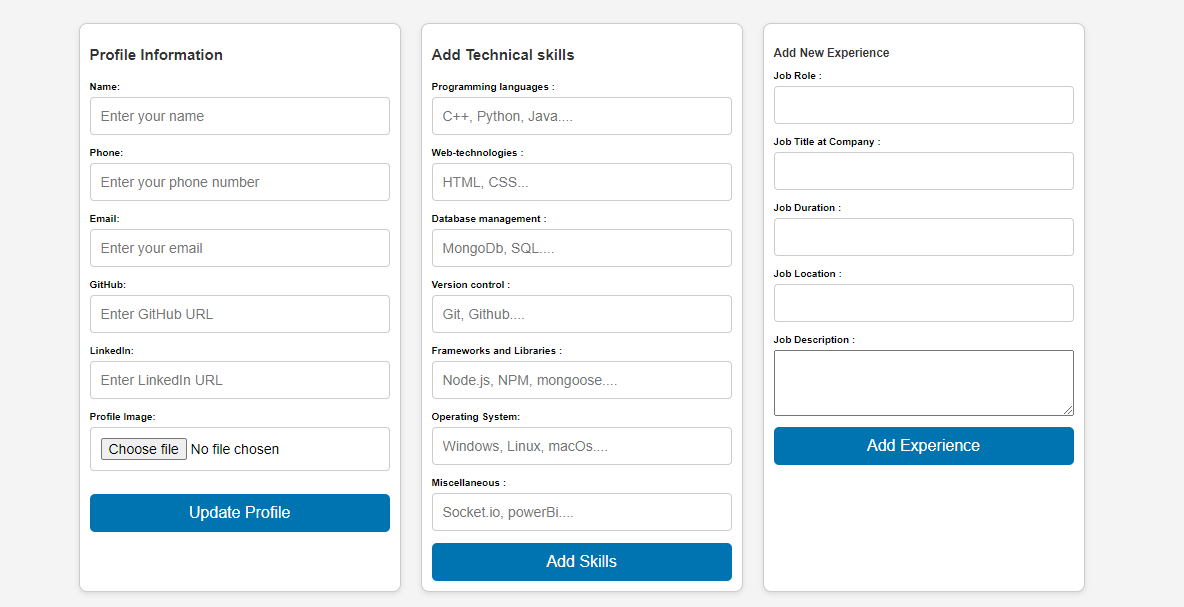 Profile Information
Name:
Enter your name
Phone:
Enter your phone number
Email:
Enter your email
GitHub:
Enter GitHub URL
LinkedIn:
Enter LinkedIn URL
Profile Image:
Choose file No file chosen
Update Profile
Add Technical skills
Programming languages :
C++, Python, Java....
Web-technologies :
HTML, CSS...
Database management :
MongoDb, SQL....
Version control :
Git, Github....
Frameworks and Libraries :
Node.js, NPM, mongoose....
Operating System:
Windows, Linux, macOs....
Miscellaneous :
Socket.io, powerBi....
Add Skills
Add New Experience
Job Role :
Job Title at Company :
Job Duration :
Job Location :
Job Description :
Add Experience